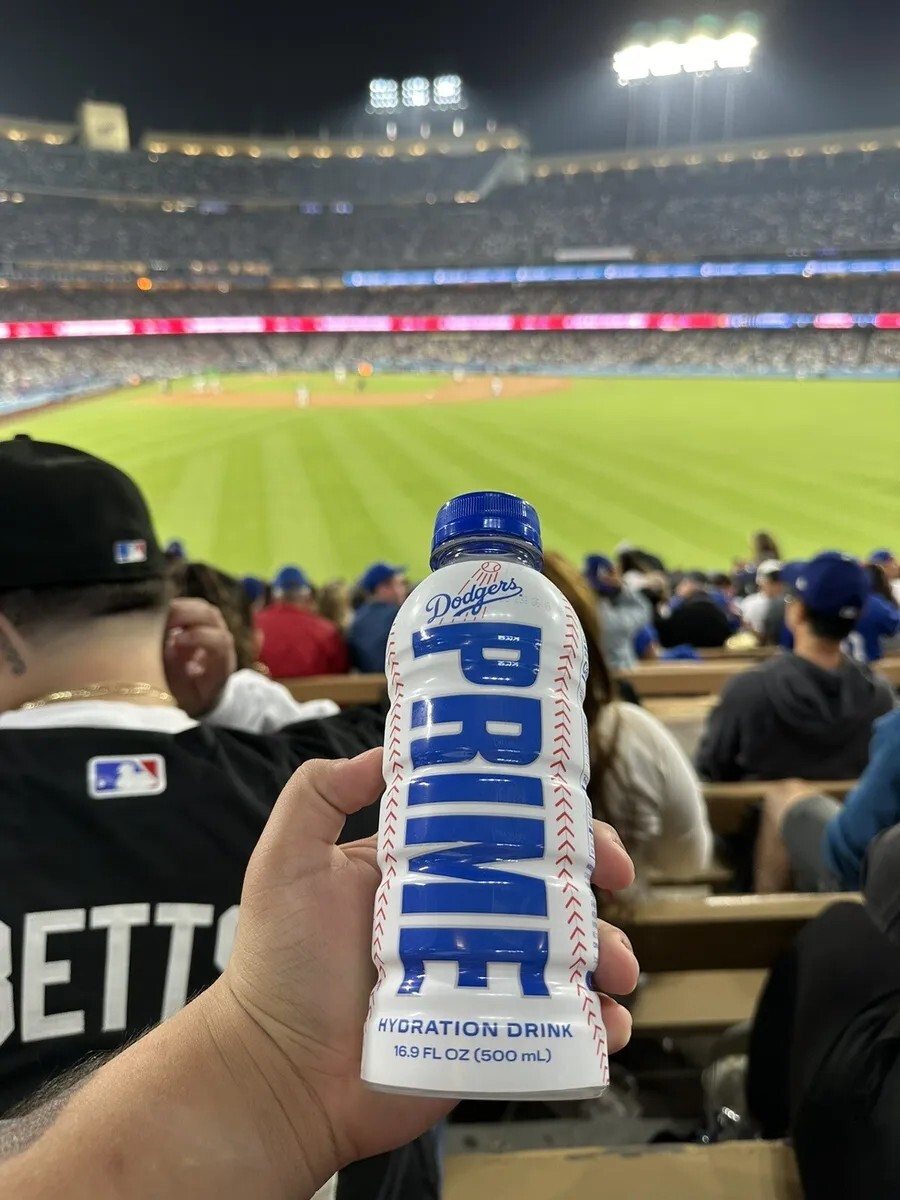 Dodgers
PRIME
HYDRATION DRINK
16.9 FL OZ (500 mL)
BETTS